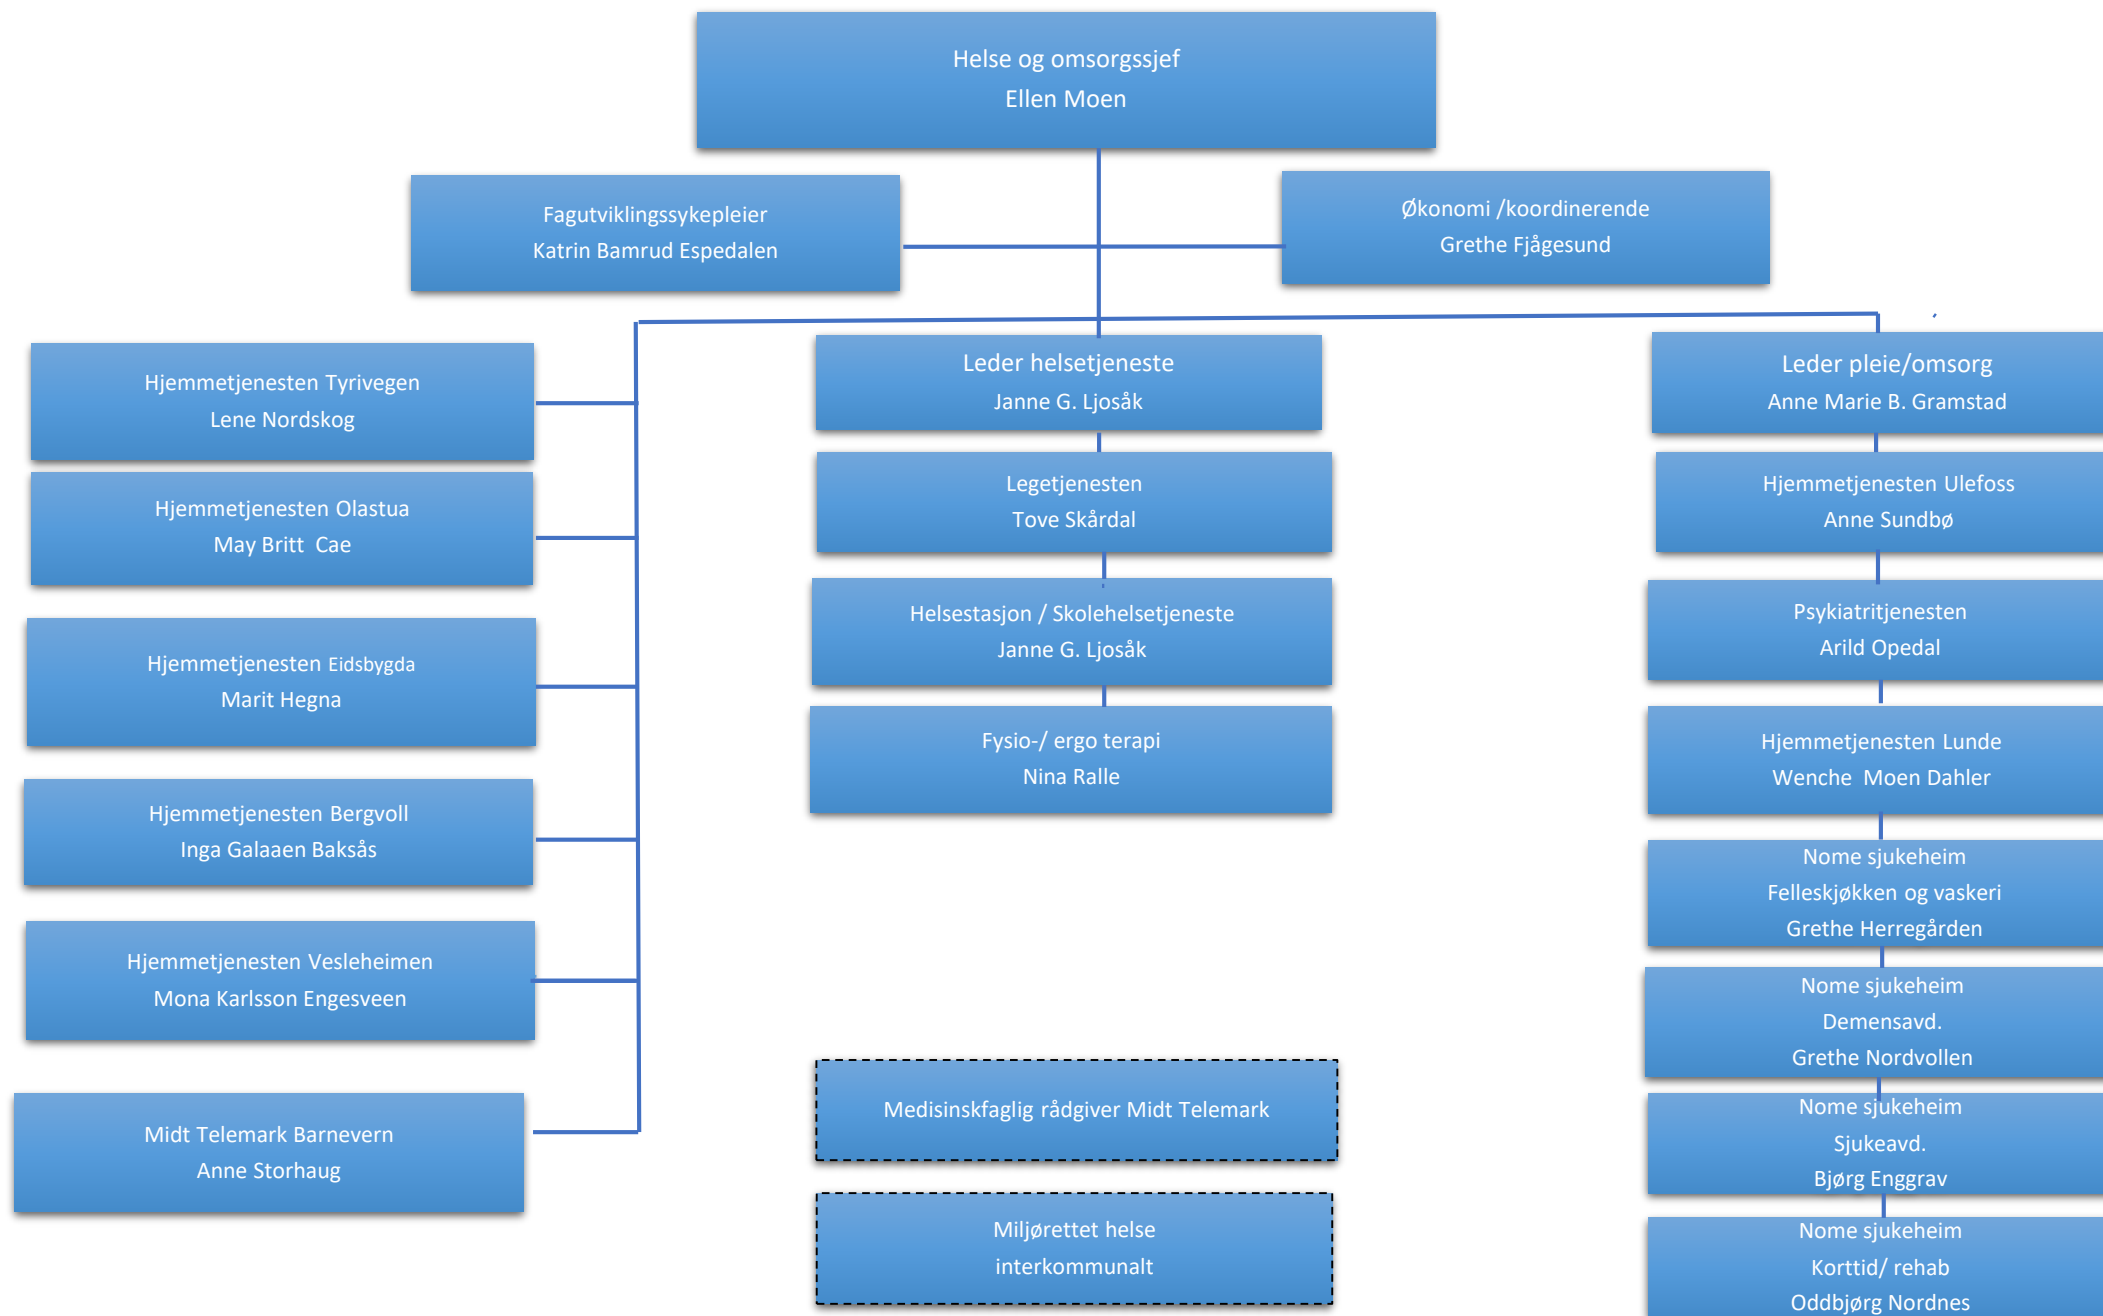 Helse og omsorgssjef
Ellen Moen
Fagutviklingssykepleier
Katrin Bamrud Espedalen
Økonomi /koordinerende
Grethe Fjågesund
Hjemmetjenesten Tyrivegen
Lene Nordskog
Hjemmetjenesten Olastua
May Britt  Cae
Hjemmetjenesten Eidsbygda
Marit Hegna
Hjemmetjenesten Bergvoll
Inga Galaaen Baksås
Hjemmetjenesten Vesleheimen
Mona Karlsson Engesveen
Midt Telemark Barnevern
Anne Storhaug
Leder helsetjeneste
Janne G. Ljosåk
Legetjenesten
Tove Skårdal
Helsestasjon / Skolehelsetjeneste
Janne G. Ljosåk
Fysio-/ ergo terapi
Nina Ralle
Medisinskfaglig rådgiver Midt Telemark
Miljørettet helse
interkommunalt
Leder pleie/omsorg
Anne Marie B. Gramstad
Hjemmetjenesten Ulefoss
Anne Sundbø
Psykiatritjenesten
Arild Opedal
Hjemmetjenesten Lunde
Wenche  Moen Dahler
Nome sjukeheim
Felleskjøkken og vaskeri
Grethe Herregården
Nome sjukeheim
Demensavd.
Grethe Nordvollen
Nome sjukeheim
Sjukeavd.
Bjørg Enggrav
Nome sjukeheim
Korttid/ rehab
Oddbjørg Nordnes